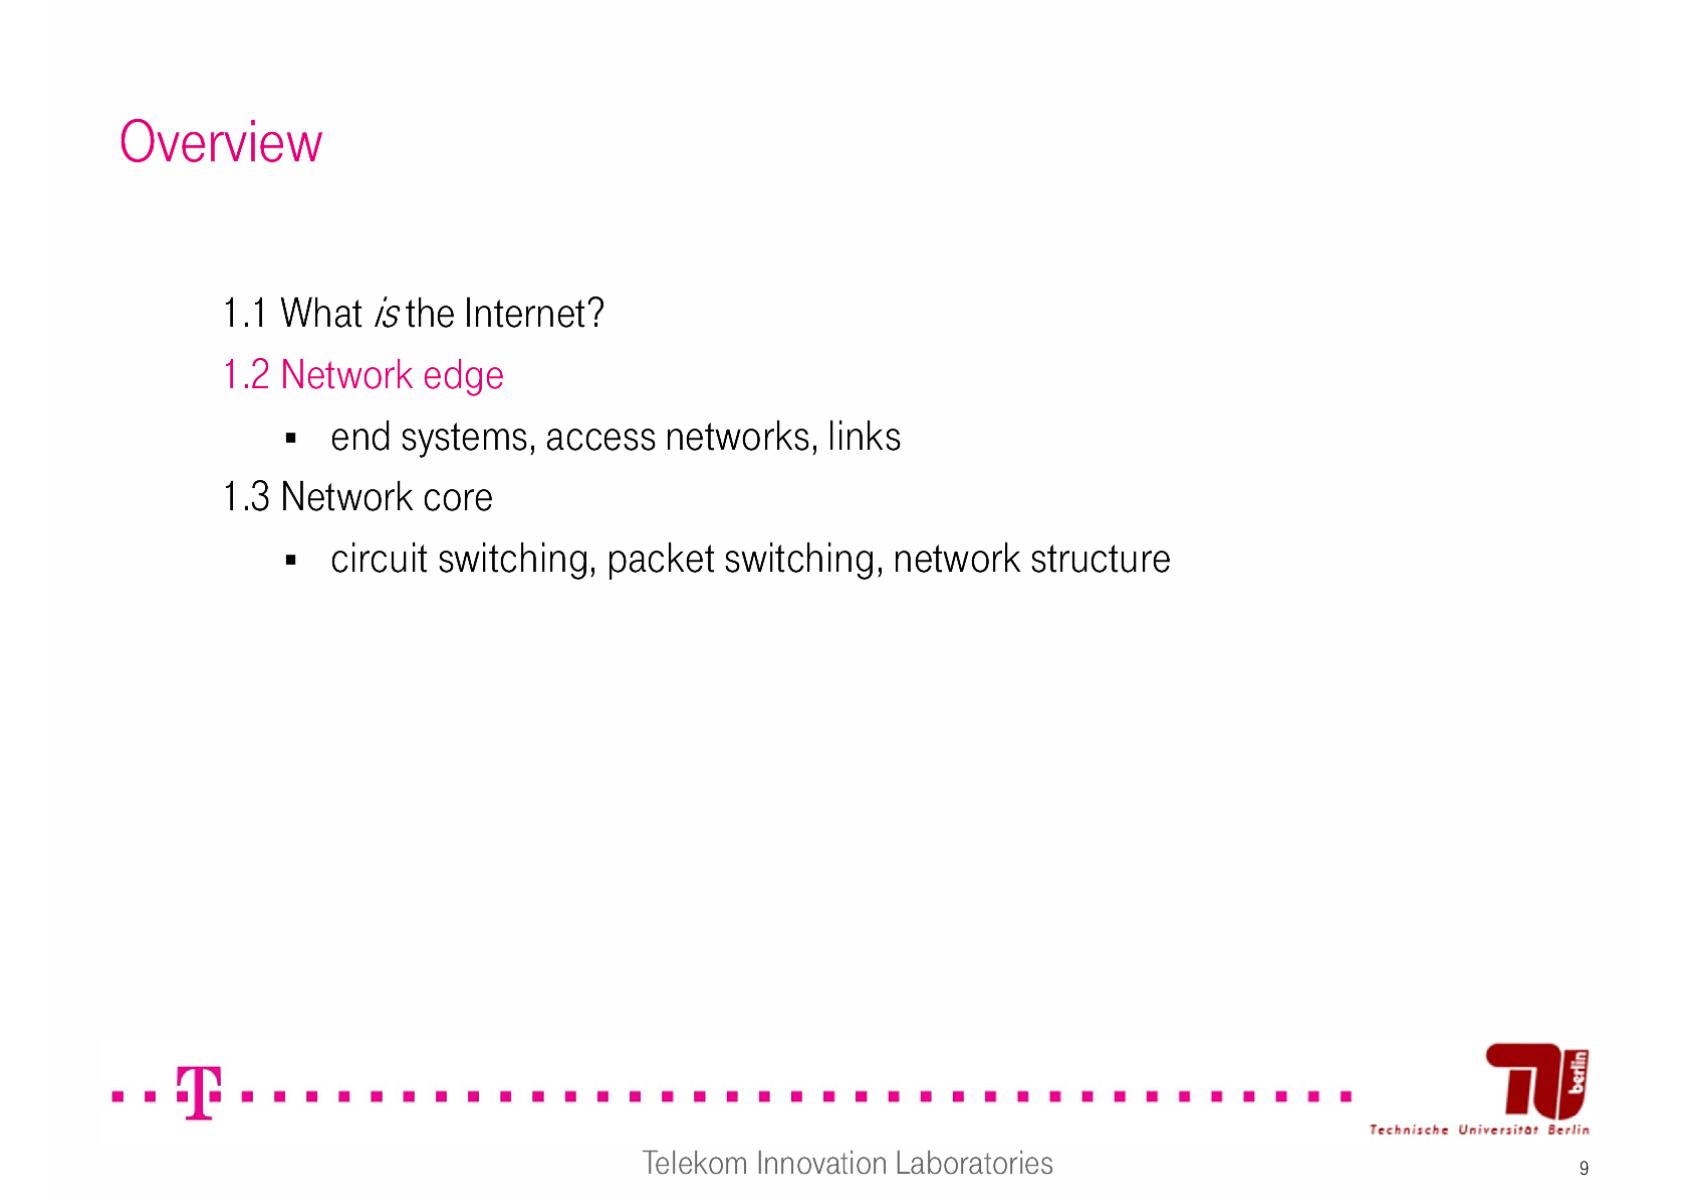 Overview
1.1 What is the Internet?
1.2 Network edge
▪ end systems, access networks, links
1.3 Network core
▪ circuit switching, packet switching, network structure
T
berlin
Technische Universität Berlin
Telekom Innovation Laboratories
9